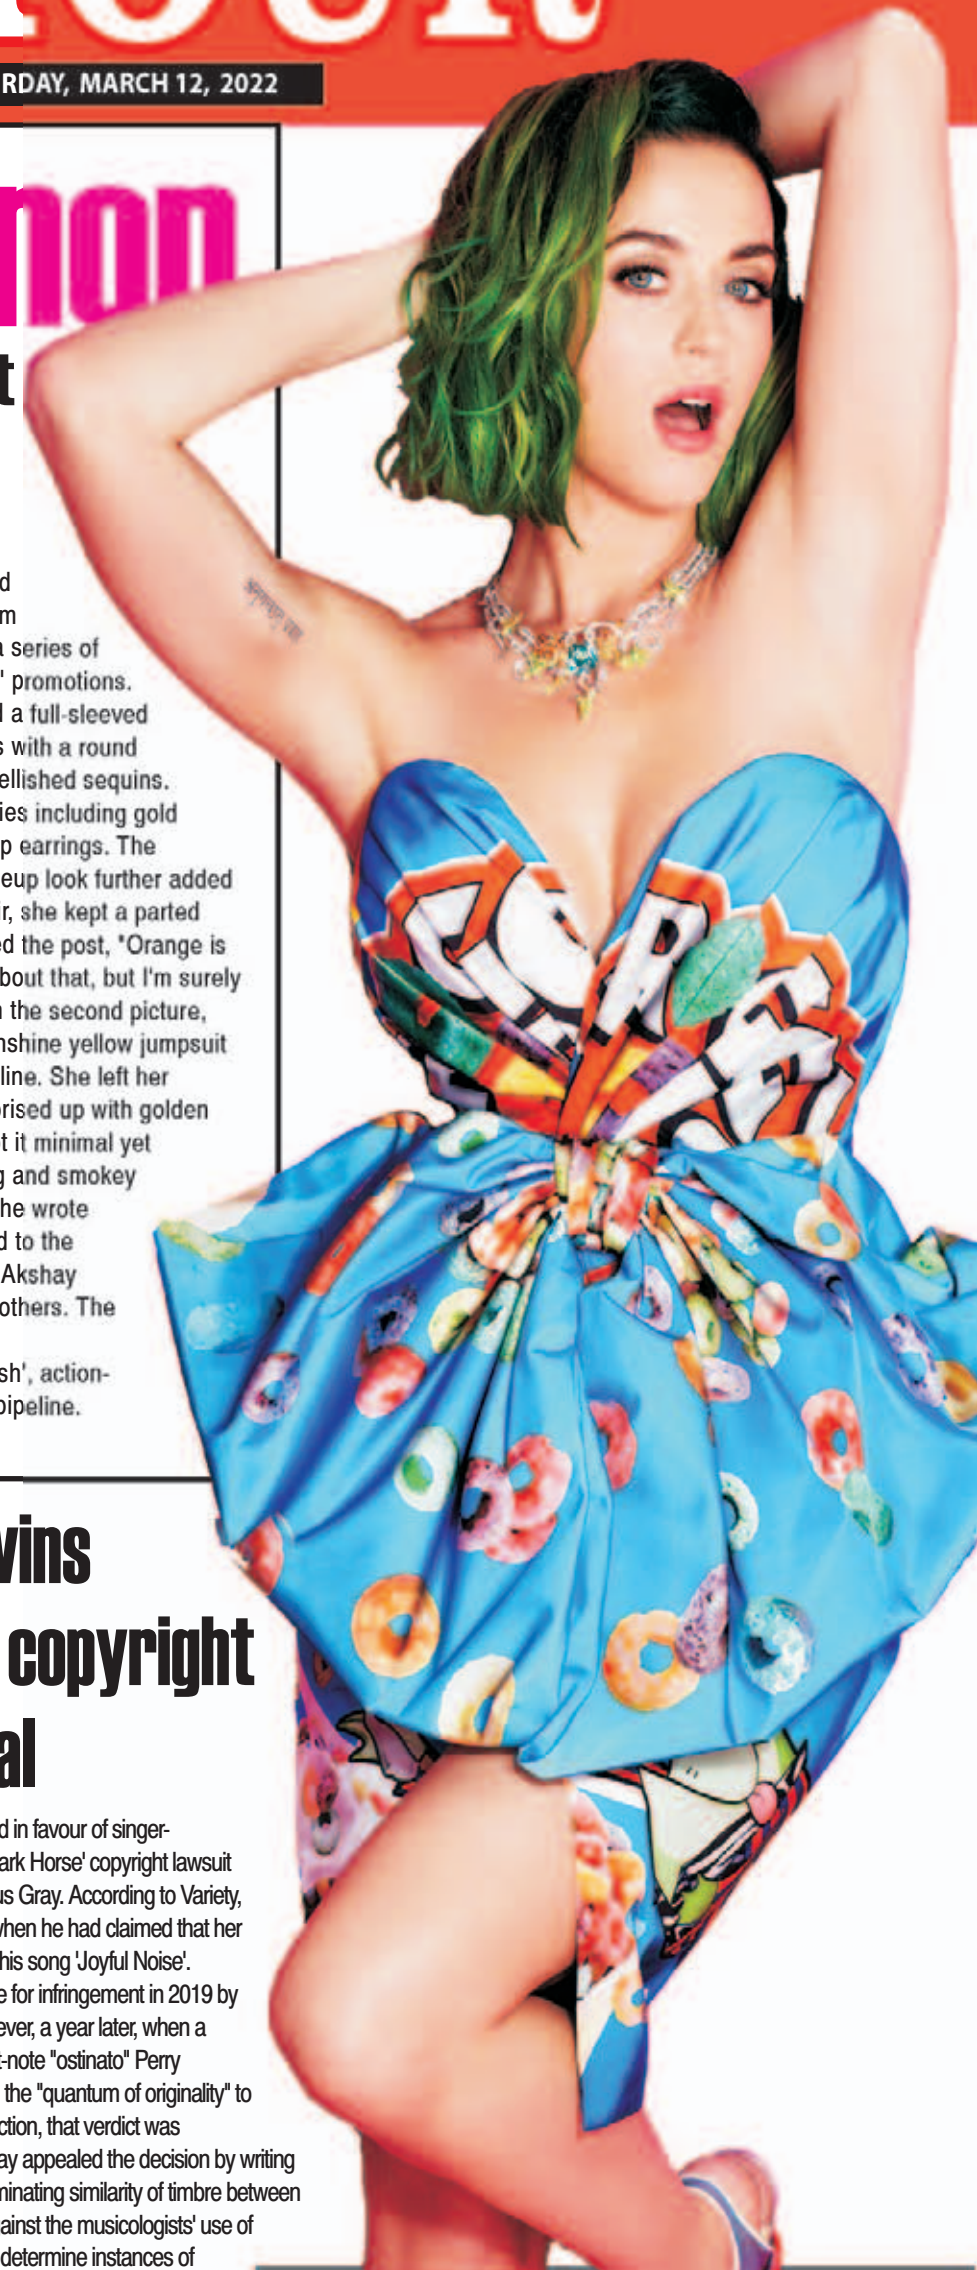 RDAY, MARCH 12, 2022
non
t
d
m
a series of
' promotions.
d a full-sleeved
s with a round
ellished sequins.
ies including gold
p earrings. The
eup look further added
ir, she kept a parted
ed the post, "Orange is
bout that, but I'm surely
n the second picture,
nshine yellow jumpsuit
line. She left her
rised up with golden
t it minimal yet
g and smokey
he wrote
d to the
Akshay
others. The
sh', action-
pipeline.
vins
copyright
al
d in favour of singer-
ark Horse' copyright lawsuit
us Gray. According to Variety,
when he had claimed that her
his song 'Joyful Noise'.
e for infringement in 2019 by
ever, a year later, when a
t-note "ostinato" Perry
the "quantum of originality" to
ction, that verdict was
ay appealed the decision by writing
minating similarity of timbre between
ainst the musicologists' use of
determine instances of